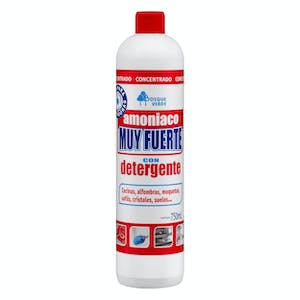 CONCENTRADO
Bosque
VERDE
amoniaco
MUY FUERTE
con
detergente
Cocinas, alfombras, moquetas,
sofás, cristales, suelos...
750ml